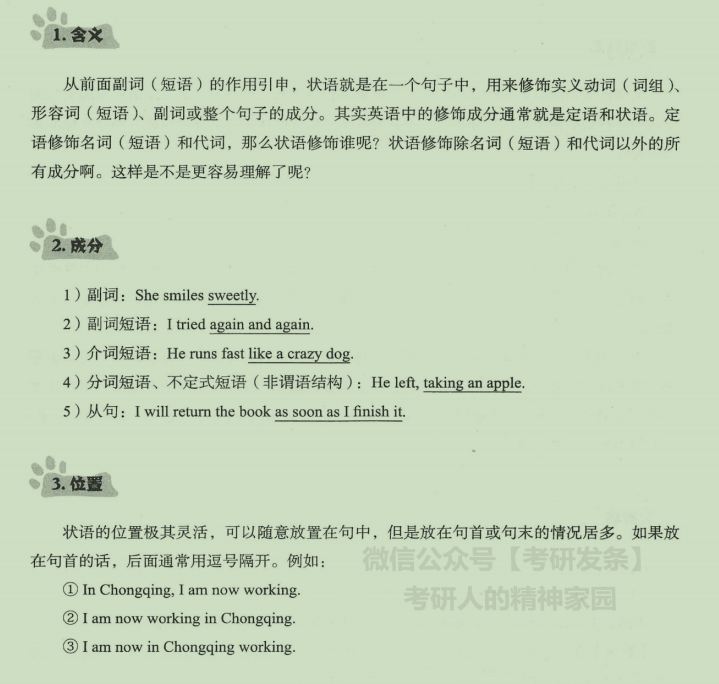 1. 含义
从前面副词（短语）的作用引申，状语就是在一个句子中，用来修饰实义动词（词组）、
形容词（短语）、副词或整个句子的成分。其实英语中的修饰成分通常就是定语和状语。定
语修饰名词（短语）和代词，那么状语修饰谁呢？状语修饰除名词（短语）和代词以外的所
有成分啊。这样是不是更容易理解了呢？
2. 成分
1）副词：She smiles sweetly.
2）副词短语：I tried again and again.
3）介词短语：He runs fast like a crazy dog.
4）分词短语、不定式短语（非谓语结构）：He left, taking an apple.
5）从句：I will return the book as soon as I finish it.
3. 位置
状语的位置极其灵活，可以随意放置在句中，但是放在句首或句末的情况居多。如果放
在句首的话，后面通常用逗号隔开。例如：
微信公众号【考研发条】
① In Chongqing, I am now working.
考研人的精神家园
② I am now working in Chongqing.
③ I am now in Chongqing working.